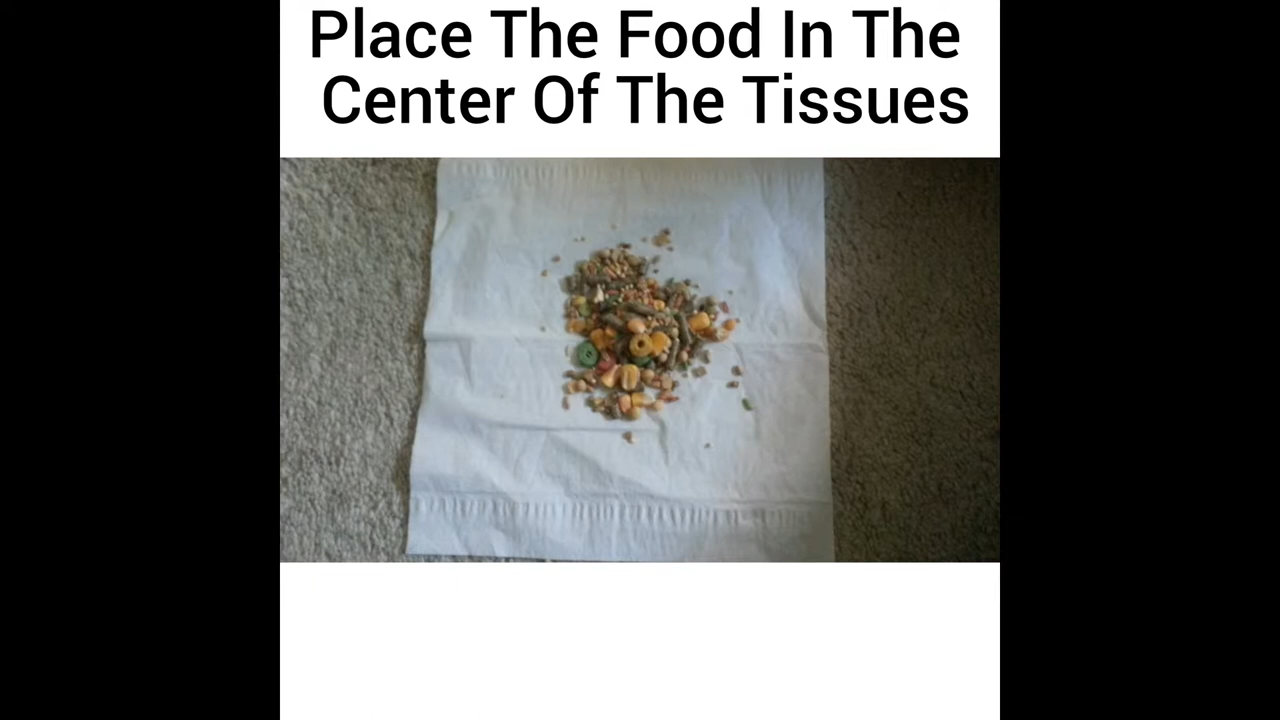 Place The Food In The
Center Of The Tissues